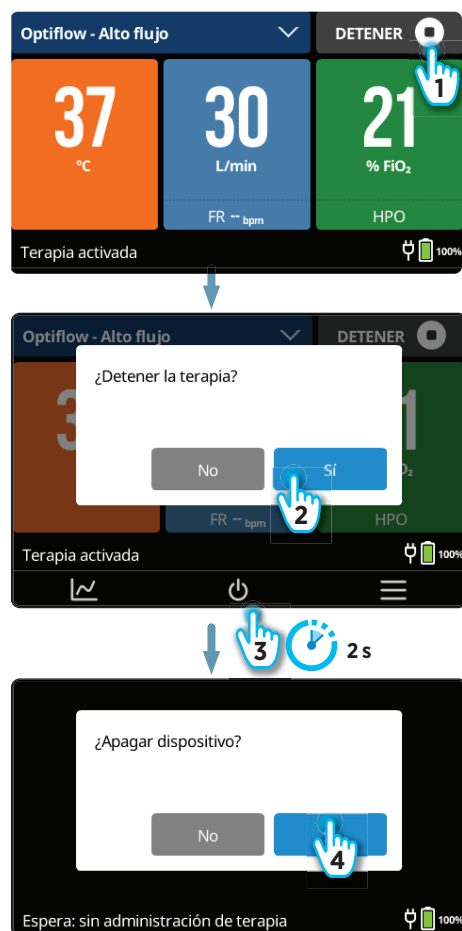 Optiflow - Alto flujo
DETENER
1
37
°C
30
L/min
FR -- bpm
21
% FiO₂
HPO
Terapia activada
100%
Optiflow - Alto flujo
DETENER
¿Detener la terapia?
No
Sí
2
FR -- bpm
HPO
Terapia activada
100%
3
2 s
¿Apagar dispositivo?
No
4
Espera: sin administración de terapia
100%